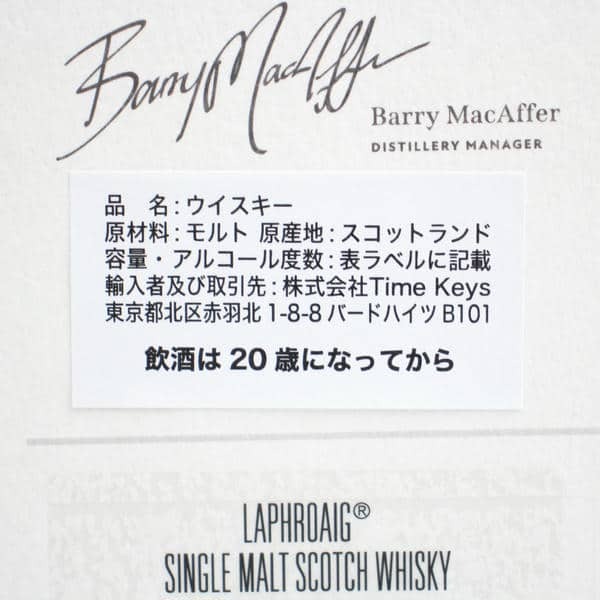 Barry MacAffer
Barry MacAffer
DISTILLERY MANAGER
品　名 : ウイスキー
原材料 : モルト 原産地 : スコットランド
容量・アルコール度数 : 表ラベルに記載
輸入者及び取引先 : 株式会社Time Keys
東京都北区赤羽北 1-8-8 バードハイツ B101
飲酒は 20 歳になってから
LAPHROAIG®
SINGLE MALT SCOTCH WHISKY